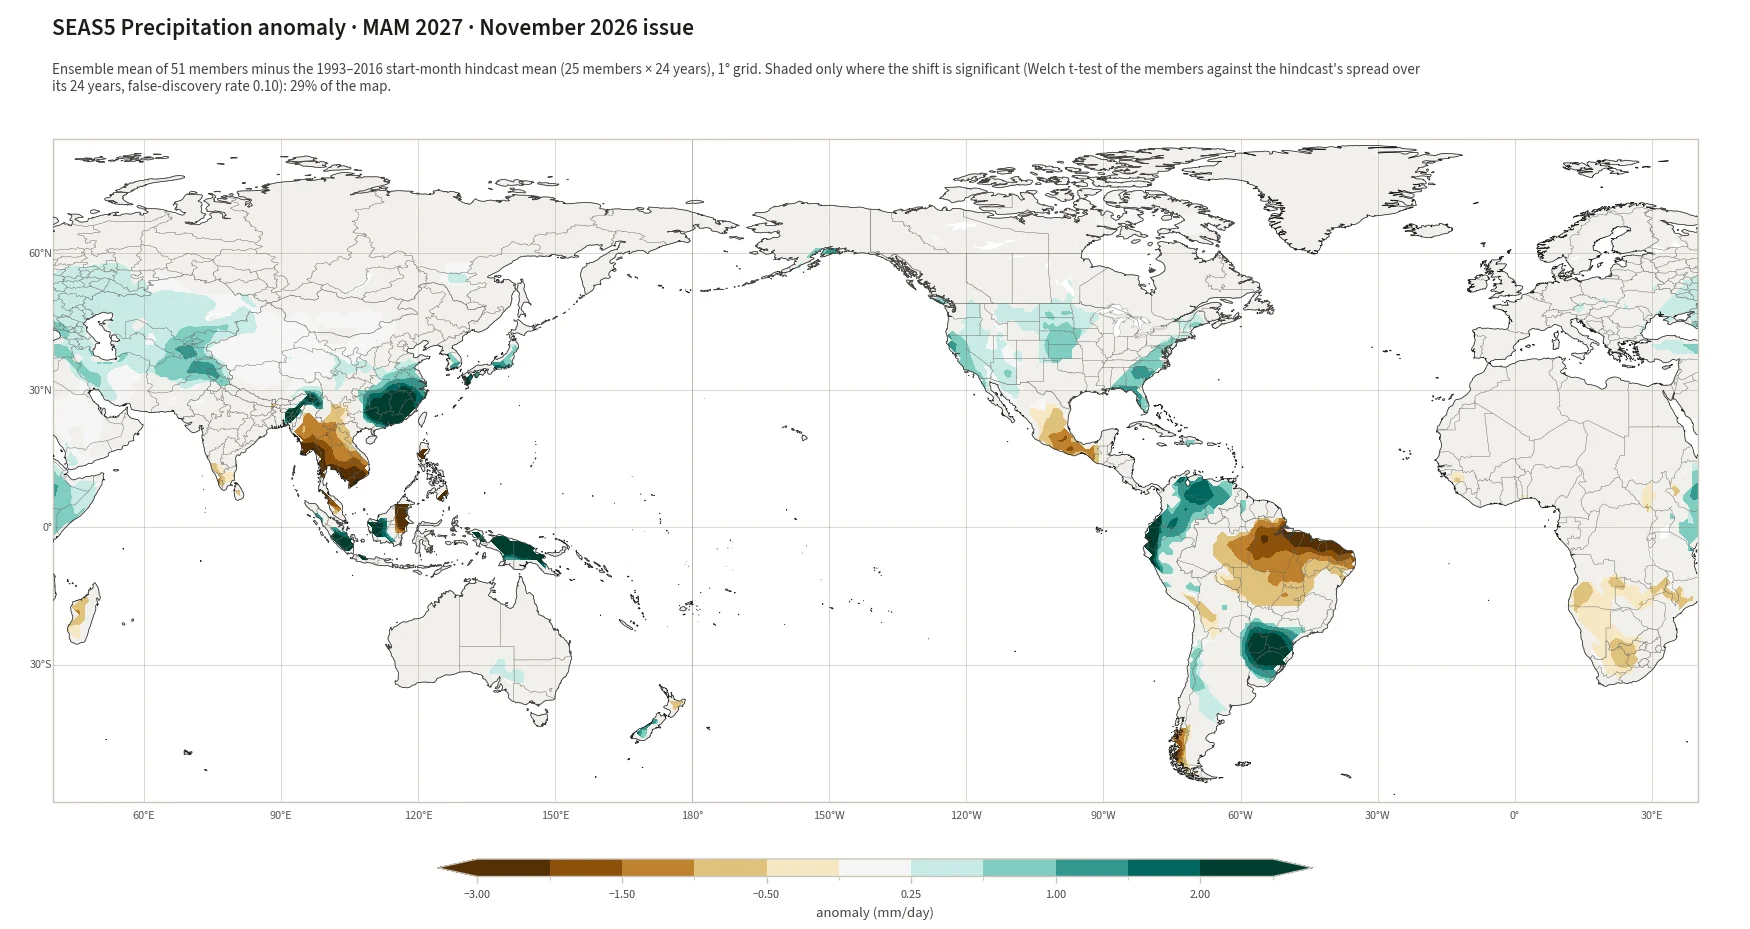 SEAS5 Precipitation anomaly · MAM 2027 · November 2026 issue
Ensemble mean of 51 members minus the 1993–2016 start-month hindcast mean (25 members × 24 years), 1° grid. Shaded only where the shift is significant (Welch t-test of the members against the hindcast's spread over
its 24 years, false-discovery rate 0.10): 29% of the map.
60°N
30°N
0°
30°S
60°E 90°E 120°E 150°E 180° 150°W 120°W 90°W 60°W 30°W 0° 30°E
−3.00 −1.50 −0.50 0.25 1.00 2.00
anomaly (mm/day)